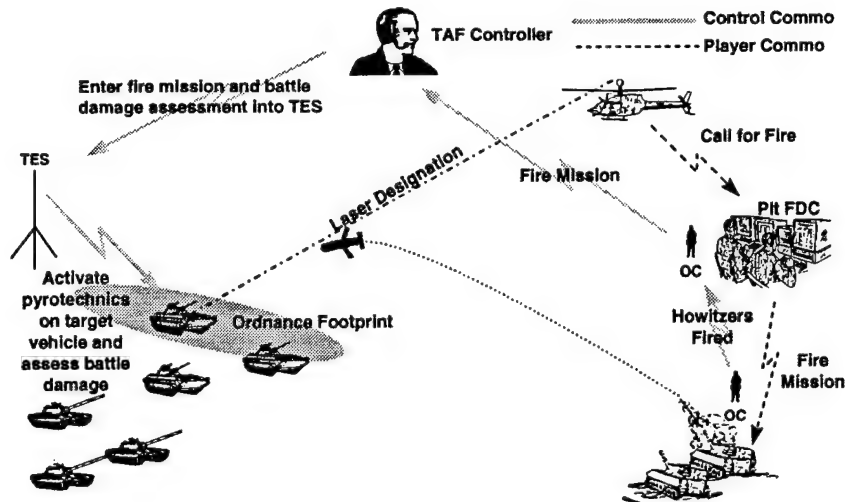 TAF Controller
Control Commo
Player Commo
Enter fire mission and battle
damage assessment into TES
TES
Laser Designation
Call for Fire
Fire Mission
Plt FDC
OC
Activate
pyrotechnics
on target
vehicle and
assess battle
damage
Ordnance Footprint
Howitzers
Fired
Fire
Mission
OC